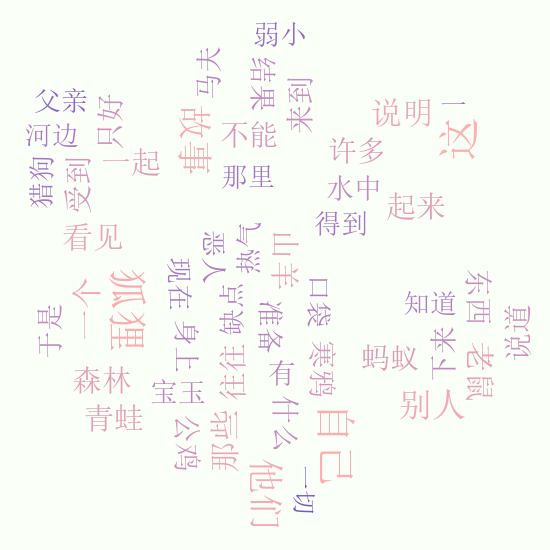 弱小
马夫
结果
来到
父亲
只好
故事
不能
说明
一
这
河边
猎狗
受到
一起
那里
许多
水中
起来
得到
看见
恶人
热气
山羊
现在
缺点
口袋
东西
知道
说道
于是
一个
狐狸
身上
准备
寒鸦
下来
老鼠
蚂蚁
森林
宝玉
往往
有
别人
青蛙
公鸡
那些
什么
自己
他们
一切